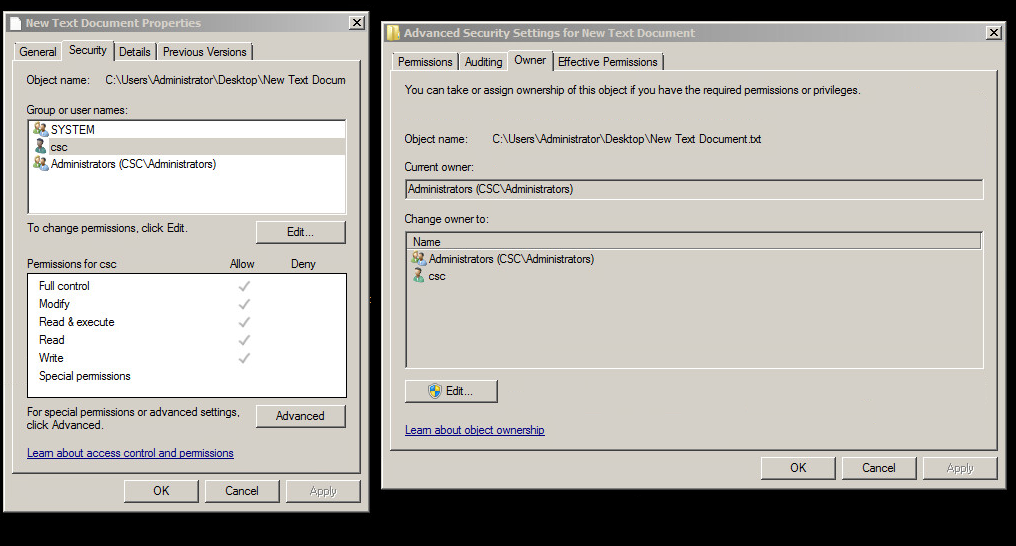 New Text Document Properties
General Security Details Previous Versions
Object name: C:\Users\Administrator\Desktop\New Text Docum
Group or user names:
SYSTEM
csc
Administrators (CSC\Administrators)
To change permissions, click Edit.
Edit...
Permissions for csc Allow Deny
Full control
Modify
Read & execute
Read
Write
Special permissions
For special permissions or advanced settings,
click Advanced.
Advanced
Learn about access control and permissions
OK Cancel Apply
Advanced Security Settings for New Text Document
Permissions Auditing Owner Effective Permissions
You can take or assign ownership of this object if you have the required permissions or privileges.
Object name: C:\Users\Administrator\Desktop\New Text Document.txt
Current owner:
Administrators (CSC\Administrators)
Change owner to:
Name
Administrators (CSC\Administrators)
csc
Edit...
Learn about object ownership
OK Cancel Apply